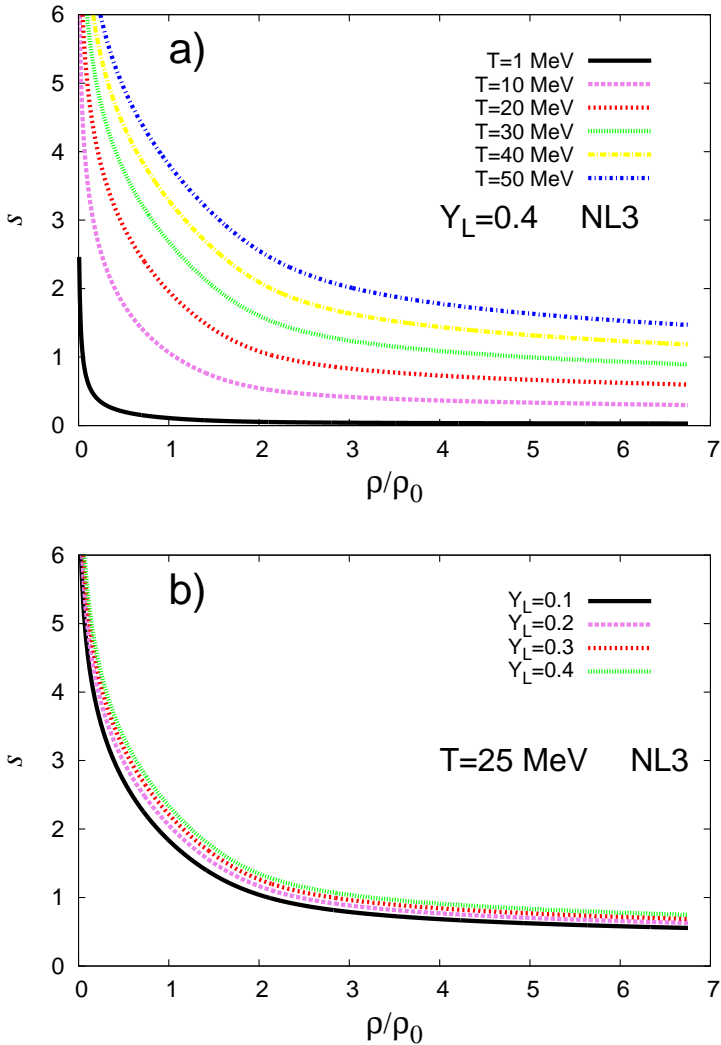 6
5
4
3
2
1
0
s
a)
T=1 MeV
T=10 MeV
T=20 MeV
T=30 MeV
T=40 MeV
T=50 MeV
Y_L=0.4 NL3
0 1 2 3 4 5 6 7
ρ/ρ₀
6
5
4
3
2
1
0
s
b)
Y_L=0.1
Y_L=0.2
Y_L=0.3
Y_L=0.4
T=25 MeV NL3
0 1 2 3 4 5 6 7
ρ/ρ₀